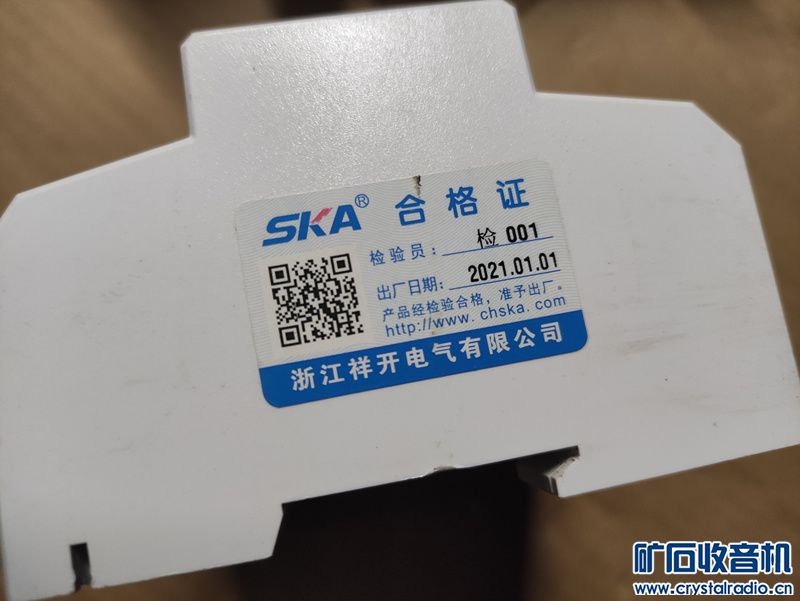 SKA® 合格证
检验员：检 001
出厂日期：2021.01.01
产品经检验合格，准予出厂。
http://www.chska.com
浙江祥开电气有限公司
矿石收音机
www.crystalradio.cn